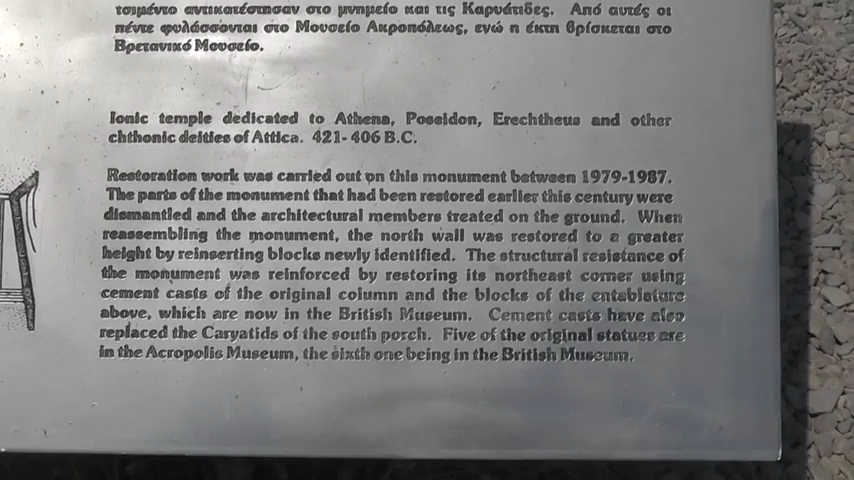 τσιμέντο αντικατέστησαν στο μνημείο και τις Καρυάτιδες. Από αυτές οι
πέντε φυλάσσονται στο Μουσείο Ακροπόλεως, ενώ η έκτη βρίσκεται στο
Βρετανικό Μουσείο.
Ionic temple dedicated to Athena, Poseidon, Erechtheus and other
chthonic deities of Attica. 421-406 B.C.
Restoration work was carried out on this monument between 1979-1987.
The parts of the monument that had been restored earlier this century were
dismantled and the architectural members treated on the ground. When
reassembling the monument, the north wall was restored to a greater
height by reinserting blocks newly identified. The structural resistance of
the monument was reinforced by restoring its northeast corner using
cement casts of the original column and the blocks of the entablature
above, which are now in the British Museum. Cement casts have also
replaced the Caryatids of the south porch. Five of the original statues are
in the Acropolis Museum, the sixth one being in the British Museum.